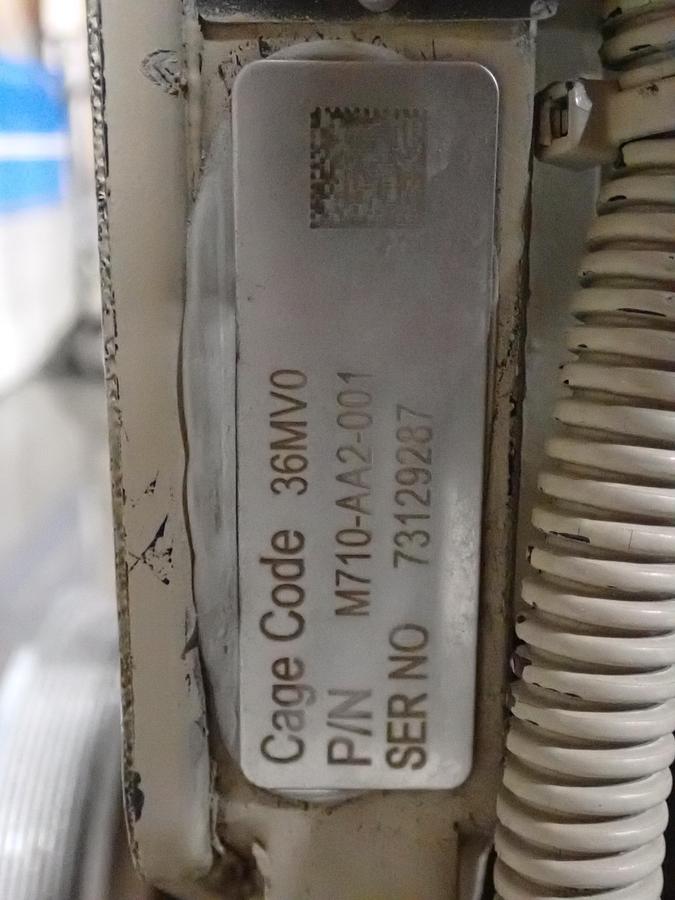 Cage Code 36MV0
P/N M710-AA2-001
SER NO 73129287